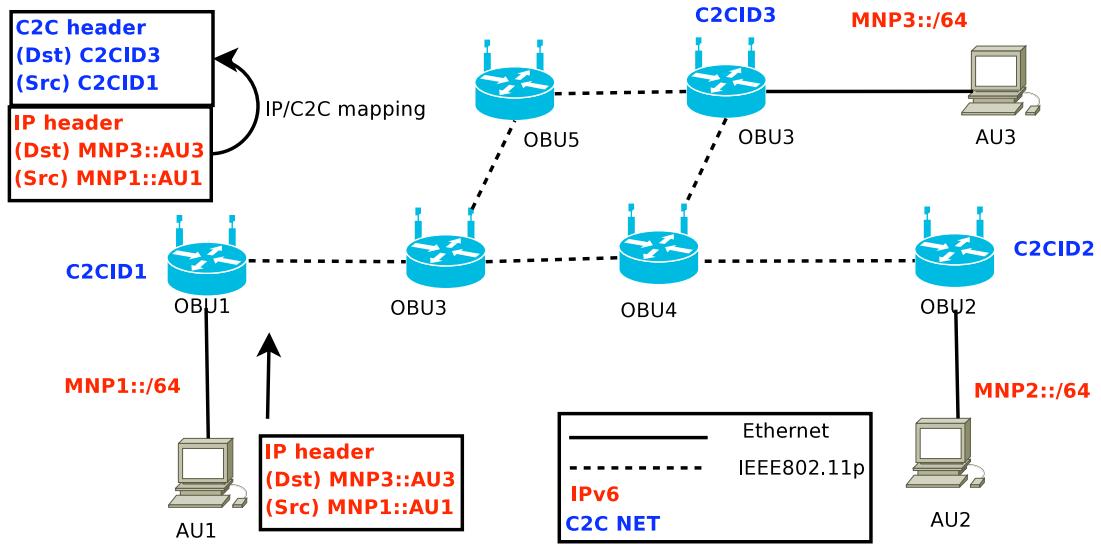 C2CID3
C2C header
(Dst) C2CID3
(Src) C2CID1
MNP3::/64
IP/C2C mapping
IP header
(Dst) MNP3::AU3
(Src) MNP1::AU1
OBU5
OBU3
AU3
C2CID1
C2CID2
OBU1
OBU3
OBU4
OBU2
MNP1::/64
MNP2::/64
IP header
(Dst) MNP3::AU3
(Src) MNP1::AU1
Ethernet
IEEE802.11p
IPv6
C2C NET
AU1
AU2